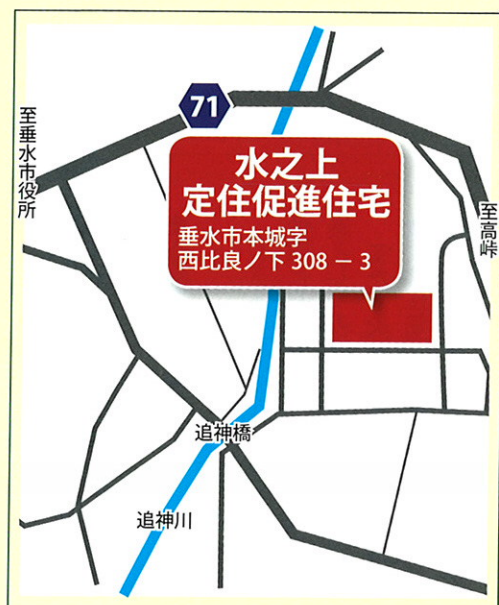 71
水之上
定住促進住宅
垂水市本城字
西比良ノ下 308 － 3
至垂水市役所
至高峠
追神橋
追神川